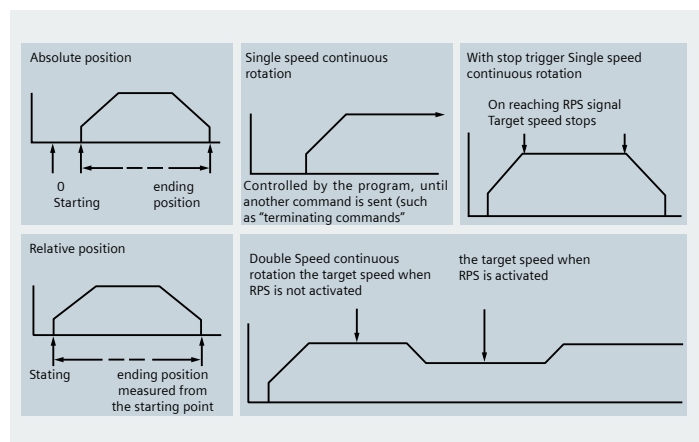 Absolute position
0
Starting
ending
position
Single speed continuous
rotation
Controlled by the program, until
another command is sent (such
as “terminating commands“
With stop trigger Single speed
continuous rotation
On reaching RPS signal
Target speed stops
Relative position
Stating
ending position
measured from
the starting point
Double Speed continuous
rotation the target speed when
RPS is not activated
the target speed when
RPS is activated